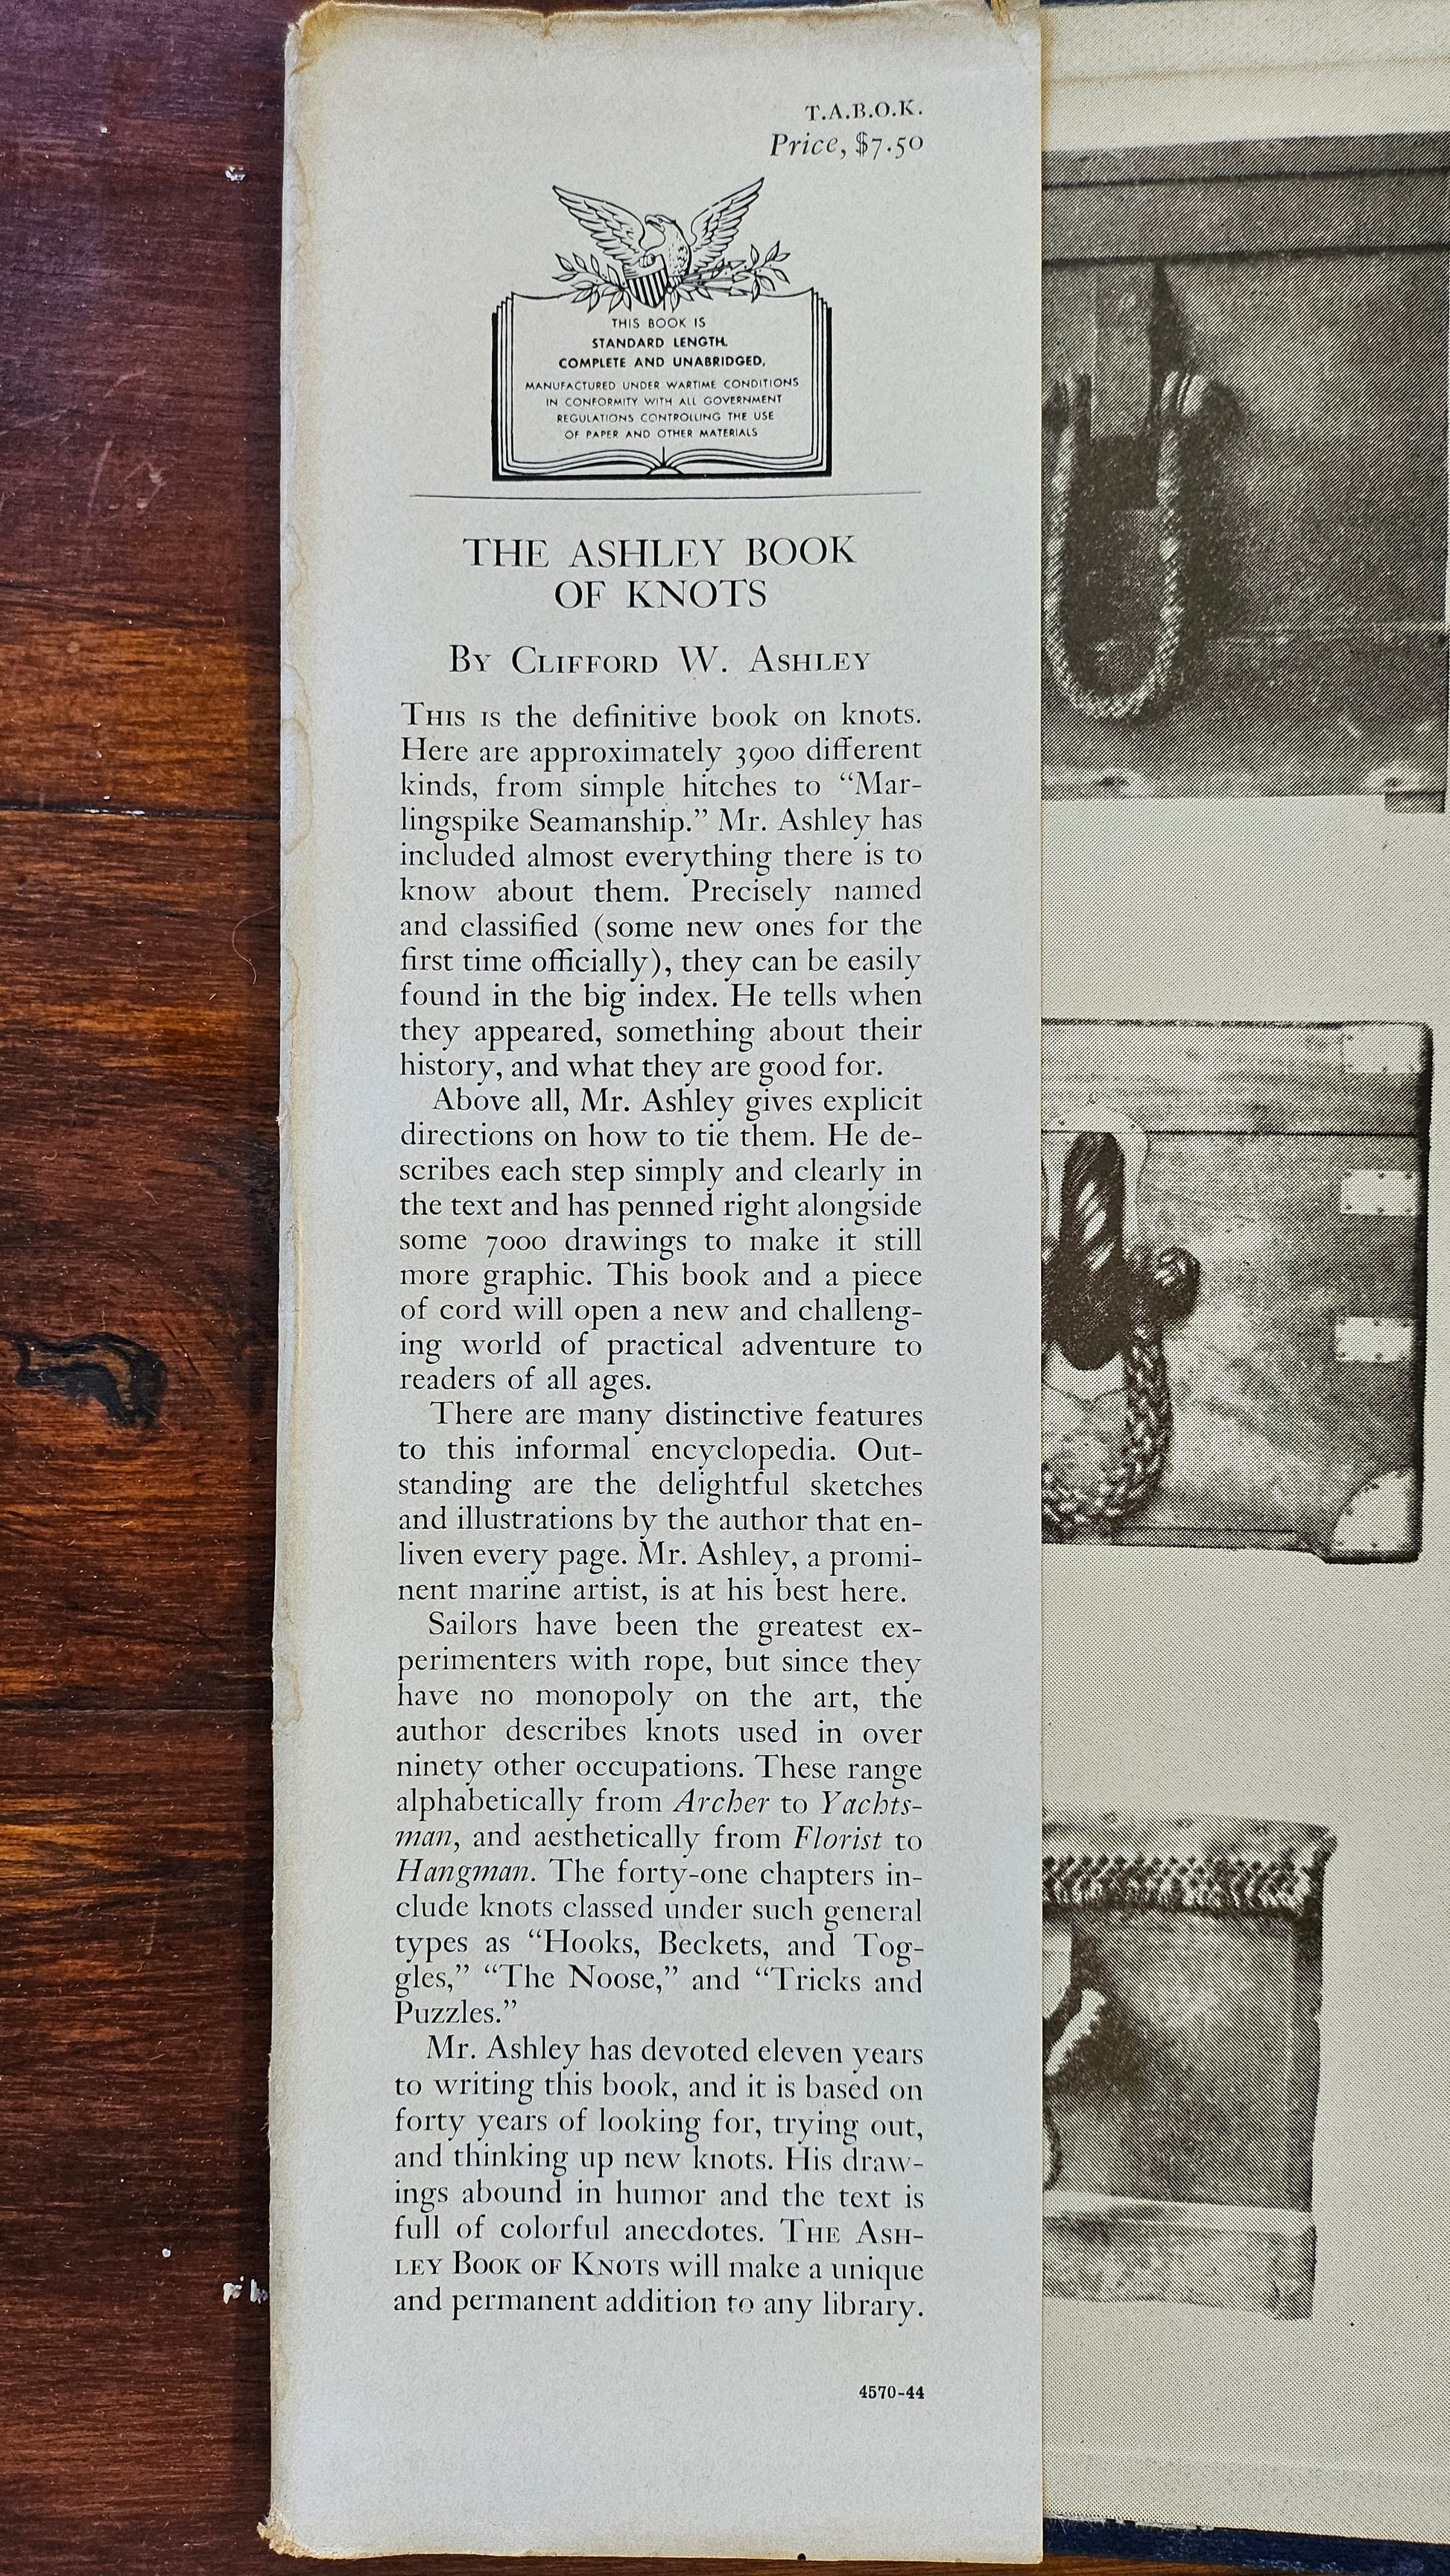 T.A.B.O.K.
Price, $7.50
THIS BOOK IS
STANDARD LENGTH,
COMPLETE AND UNABRIDGED,
MANUFACTURED UNDER WARTIME CONDITIONS
IN CONFORMITY WITH ALL GOVERNMENT
REGULATIONS CONTROLLING THE USE
OF PAPER AND OTHER MATERIALS
THE ASHLEY BOOK
OF KNOTS
By Clifford W. Ashley
This is the definitive book on knots.
Here are approximately 3900 different
kinds, from simple hitches to “Mar-
lingspike Seamanship.” Mr. Ashley has
included almost everything there is to
know about them. Precisely named
and classified (some new ones for the
first time officially), they can be easily
found in the big index. He tells when
they appeared, something about their
history, and what they are good for.
Above all, Mr. Ashley gives explicit
directions on how to tie them. He de-
scribes each step simply and clearly in
the text and has penned right alongside
some 7000 drawings to make it still
more graphic. This book and a piece
of cord will open a new and challeng-
ing world of practical adventure to
readers of all ages.
There are many distinctive features
to this informal encyclopedia. Out-
standing are the delightful sketches
and illustrations by the author that en-
liven every page. Mr. Ashley, a promi-
nent marine artist, is at his best here.
Sailors have been the greatest ex-
perimenters with rope, but since they
have no monopoly on the art, the
author describes knots used in over
ninety other occupations. These range
alphabetically from Archer to Yachts-
man, and aesthetically from Florist to
Hangman. The forty-one chapters in-
clude knots classed under such general
types as “Hooks, Beckets, and Tog-
gles,” “The Noose,” and “Tricks and
Puzzles.”
Mr. Ashley has devoted eleven years
to writing this book, and it is based on
forty years of looking for, trying out,
and thinking up new knots. His draw-
ings abound in humor and the text is
full of colorful anecdotes. The Ash-
ley Book of Knots will make a unique
and permanent addition to any library.
4570-44